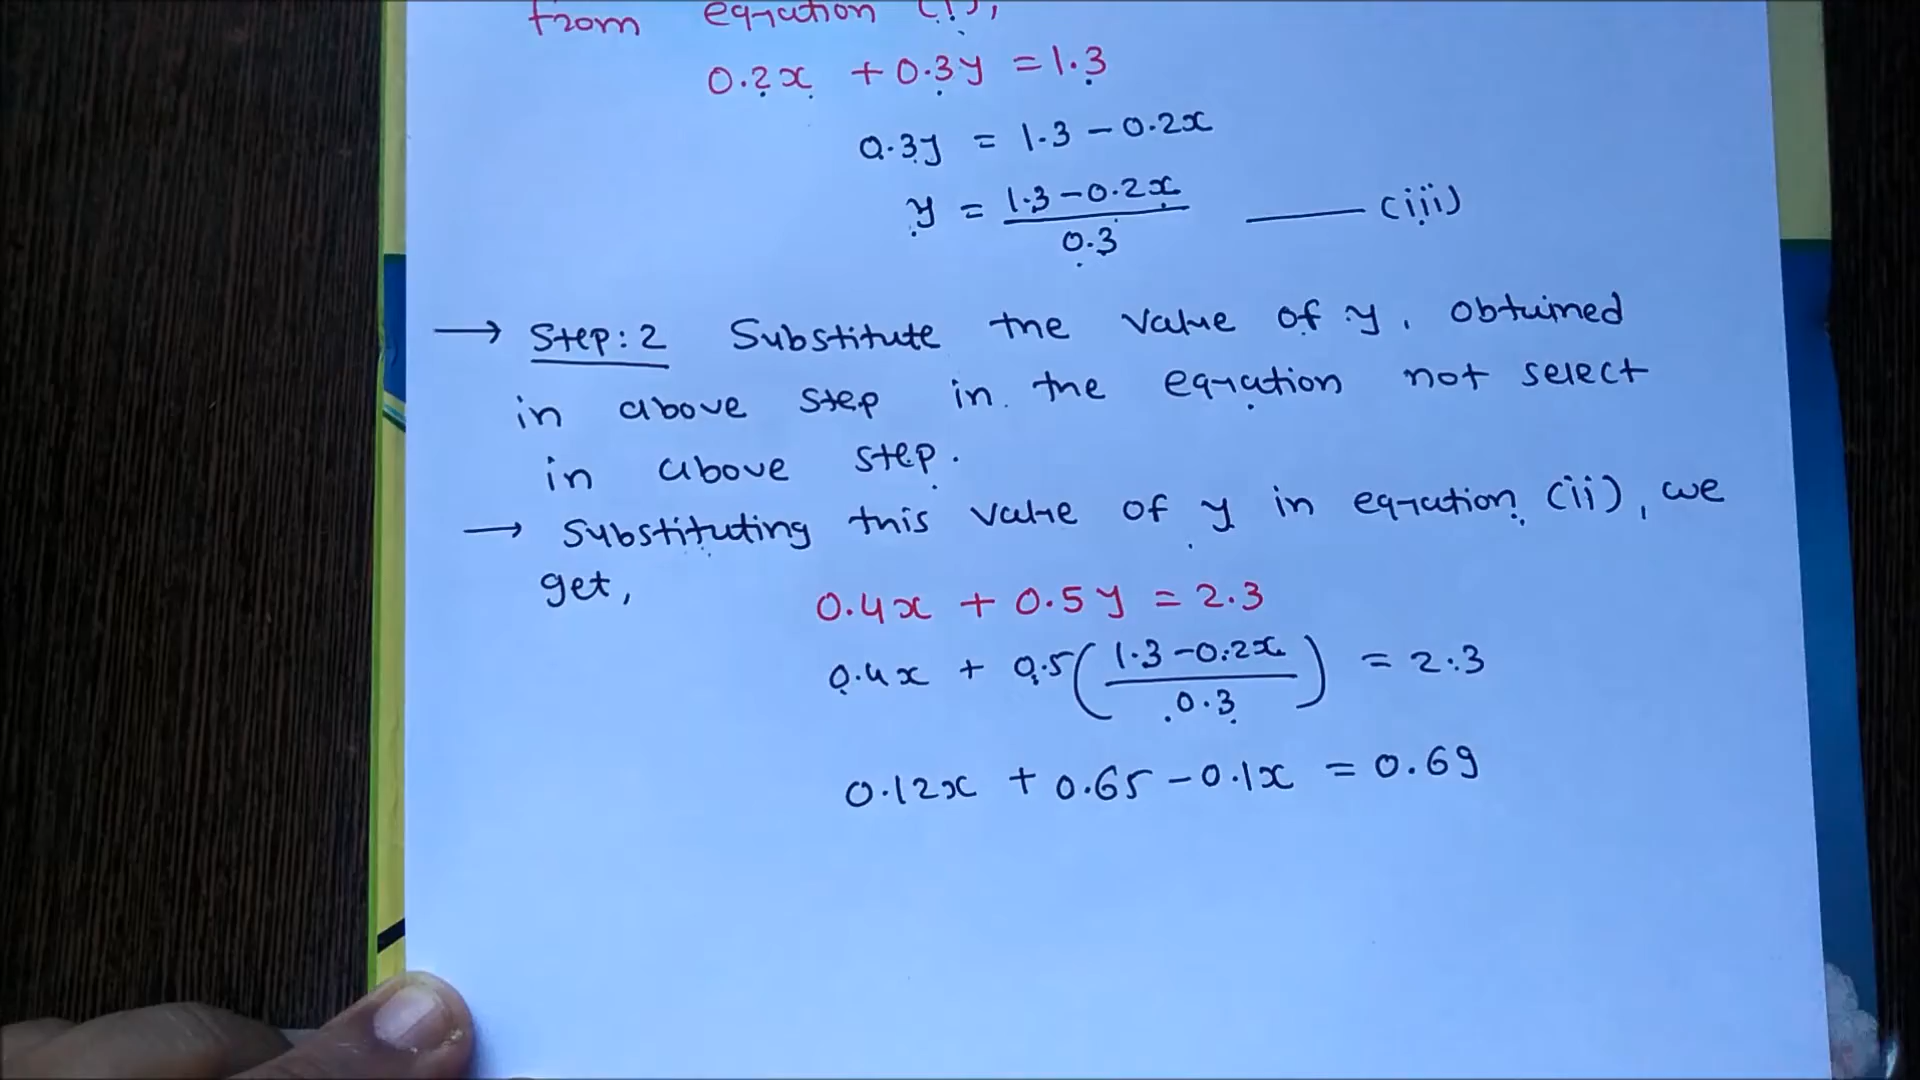 from equation (i),
0.2x + 0.3y = 1.3
0.3y = 1.3 - 0.2x
y = 1.3 - 0.2x / 0.3 —— (iii)
→ Step:2 Substitute the value of y, obtained
in above step in the equation not select
in above step.
→ Substituting this value of y in equation (ii), we
get,
0.4x + 0.5y = 2.3
0.4x + 0.5(1.3 - 0.2x / 0.3) = 2.3
0.12x + 0.65 - 0.1x = 0.69